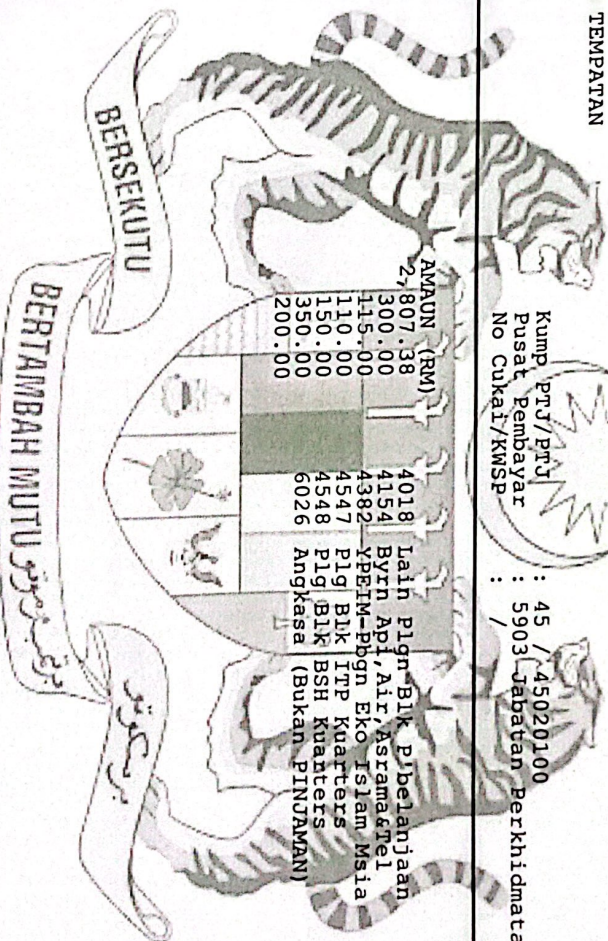 TEMPATAN
Kump PTJ/PTJ : 45 / 45020100
Pusat Pembayar : 5903 Jabatan Perkhidmata
No Cukai/KWSP : /
AMAUN (RM)
2,807.38
300.00
115.00
110.00
150.00
350.00
200.00
4018 Lain Plgn Blk P'belanjaan
4154 Byrn Api,Air,Asrama&Tel
4382 YPEIM-Pbgn Eko Islam Msia
4547 Plg Blk ITP Kuarters
4548 Plg Blk BSH Kuarters
6026 Angkasa (Bukan PINJAMAN)
BERSEKUTU
BERTAMBAH MUTU
برتمبه موتو
برسكوتو